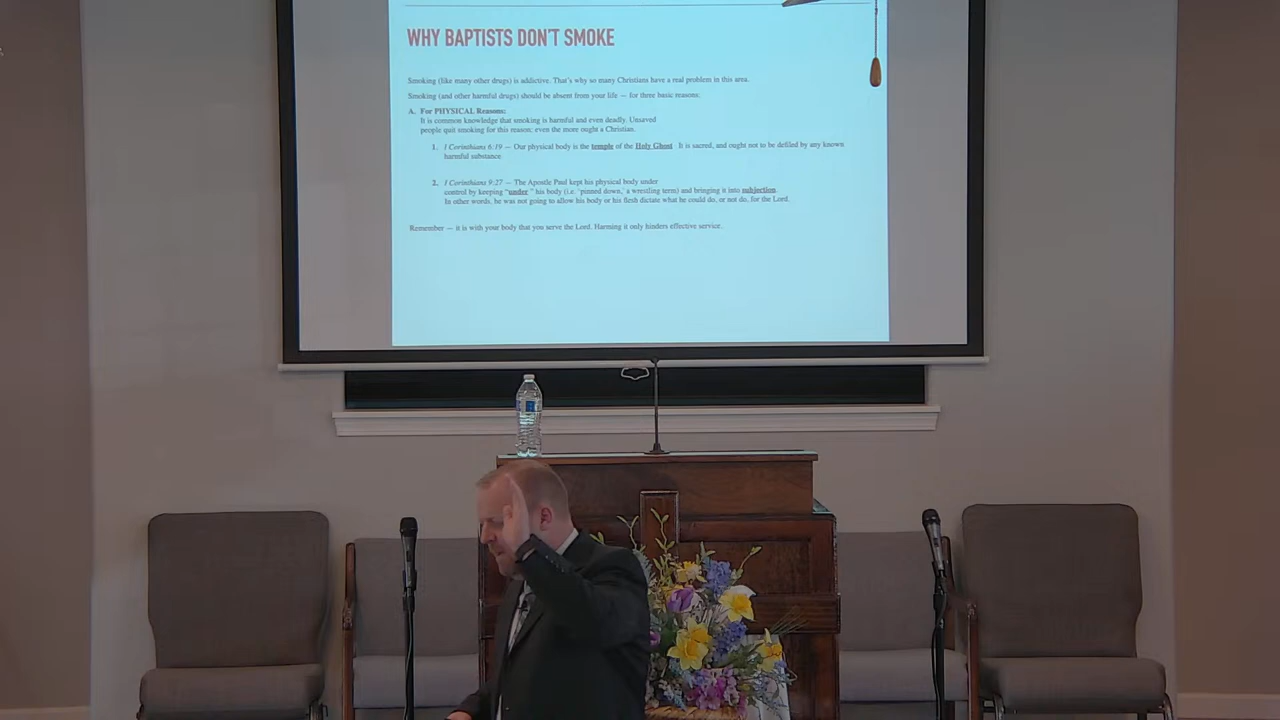 WHY BAPTISTS DON'T SMOKE
Smoking (like many other drugs) is addictive. That's why so many Christians have a real problem in this area.
Smoking (and other harmful drugs) should be absent from your life — for three basic reasons:
A. For PHYSICAL Reasons:
It is common knowledge that smoking is harmful and even deadly. Unsaved
people quit smoking for this reason; even the more ought a Christian.
1. I Corinthians 6:19 — Our physical body is the temple of the Holy Ghost. It is sacred, and ought not to be defiled by any known
harmful substance
2. I Corinthians 9:27 — The Apostle Paul kept his physical body under
control by keeping "under" his body (i.e. 'pinned down,' a wrestling term) and bringing it into subjection.
In other words, he was not going to allow his body or his flesh dictate what he could do, or not do, for the Lord.
Remember — it is with your body that you serve the Lord. Harming it only hinders effective service.